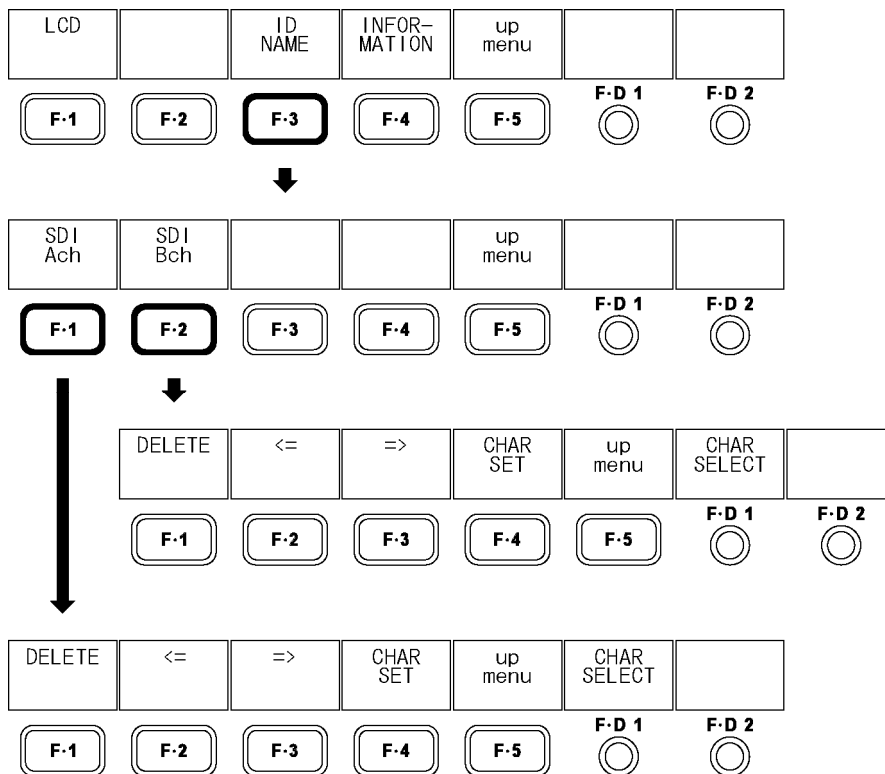 LCD ID NAME INFOR-MATION up menu
F·D 1 F·D 2
F·1 F·2 F·3 F·4 F·5
SDI Ach SDI Bch up menu
F·D 1 F·D 2
F·1 F·2 F·3 F·4 F·5
DELETE <= => CHAR SET up menu CHAR SELECT
F·D 1 F·D 2
F·1 F·2 F·3 F·4 F·5
DELETE <= => CHAR SET up menu CHAR SELECT
F·D 1 F·D 2
F·1 F·2 F·3 F·4 F·5